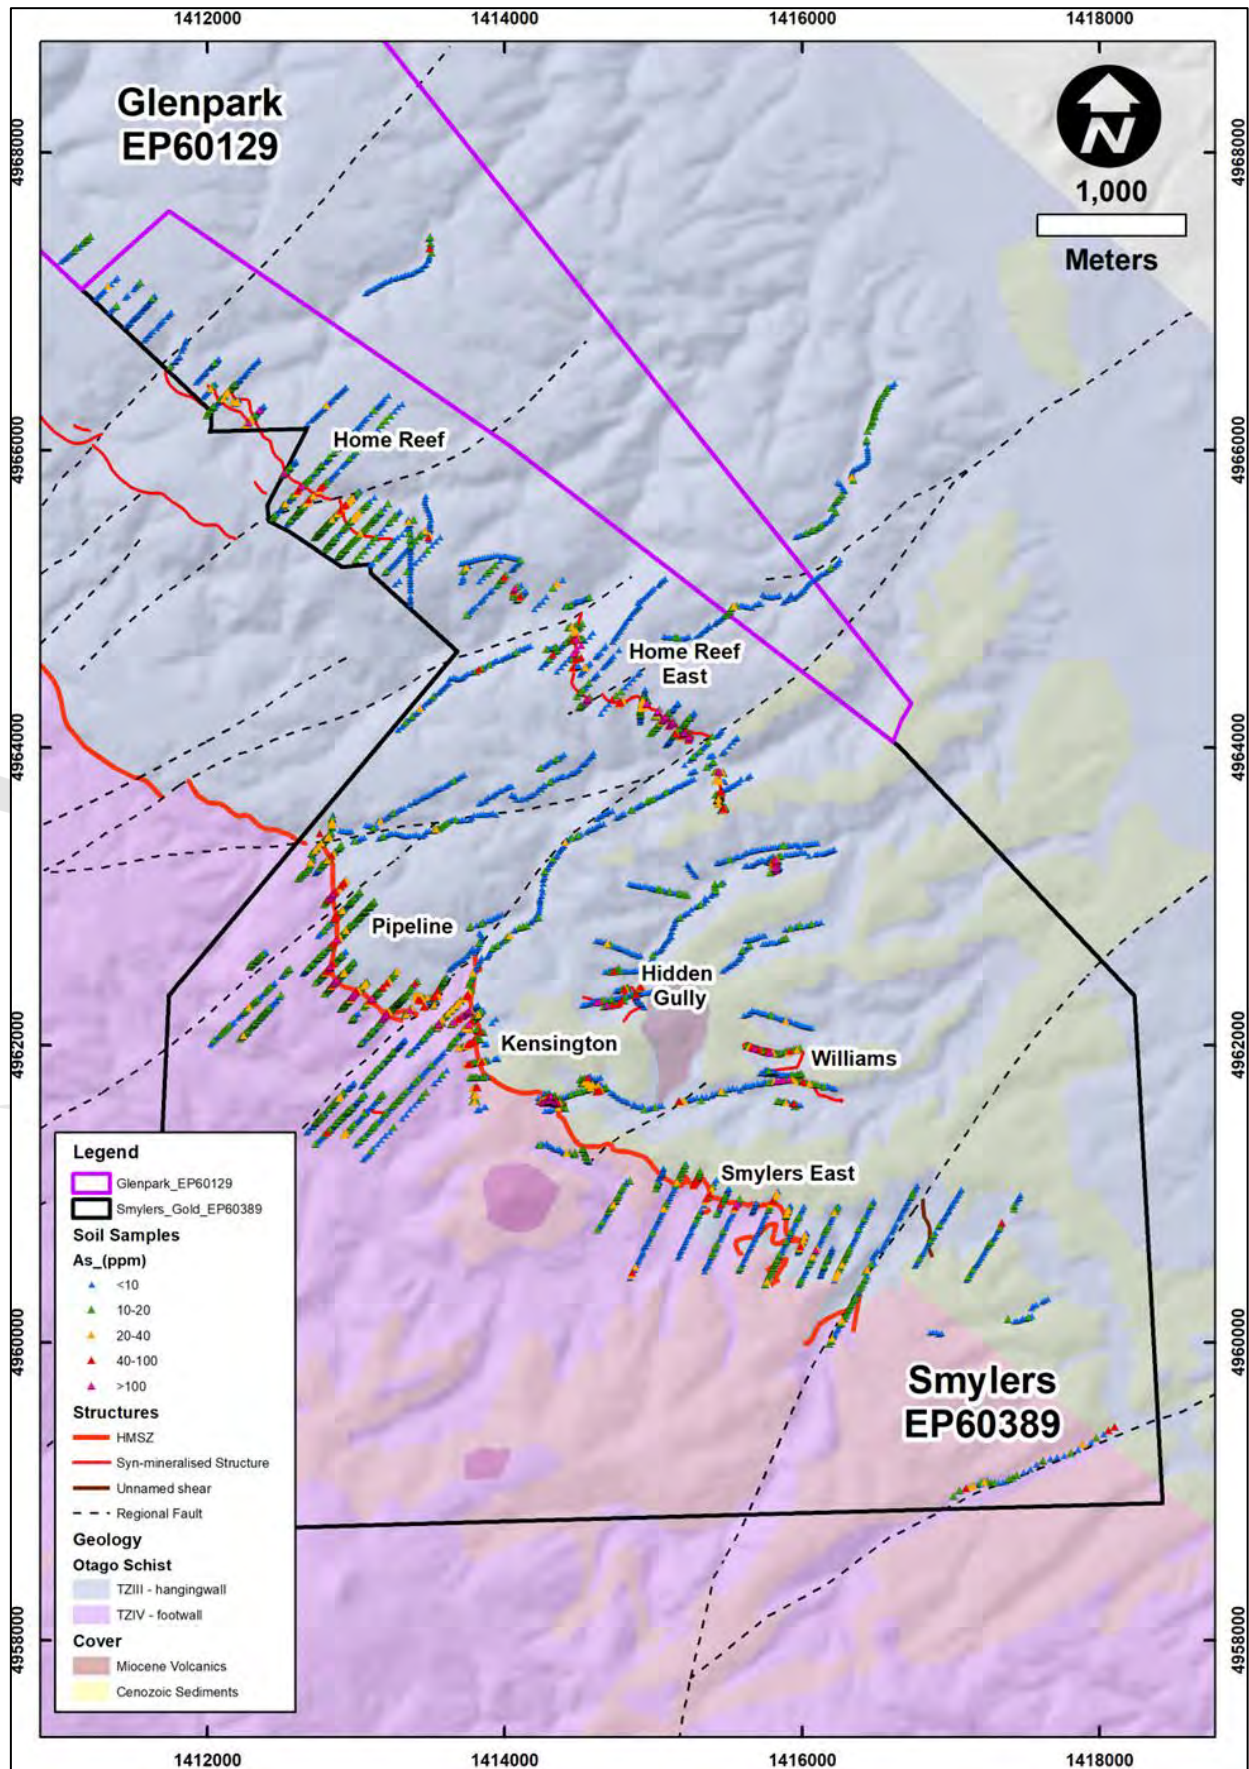 1412000
1414000
1416000
1418000
Glenpark
EP60129
N
1,000
Meters
4968000
4968000
4966000
4966000
4964000
4964000
4962000
4962000
4960000
4960000
4958000
4958000
Home Reef
Home Reef
East
Pipeline
Hidden
Gully
Kensington
Williams
Smylers East
Smylers
EP60389
Legend
Glenpark_EP60129
Smylers_Gold_EP60389
Soil Samples
As_(ppm)
<10
10-20
20-40
40-100
>100
Structures
HMSZ
Syn-mineralised Structure
Unnamed shear
Regional Fault
Geology
Otago Schist
TZIII - hangingwall
TZIV - footwall
Cover
Miocene Volcanics
Cenozoic Sediments
1412000
1414000
1416000
1418000